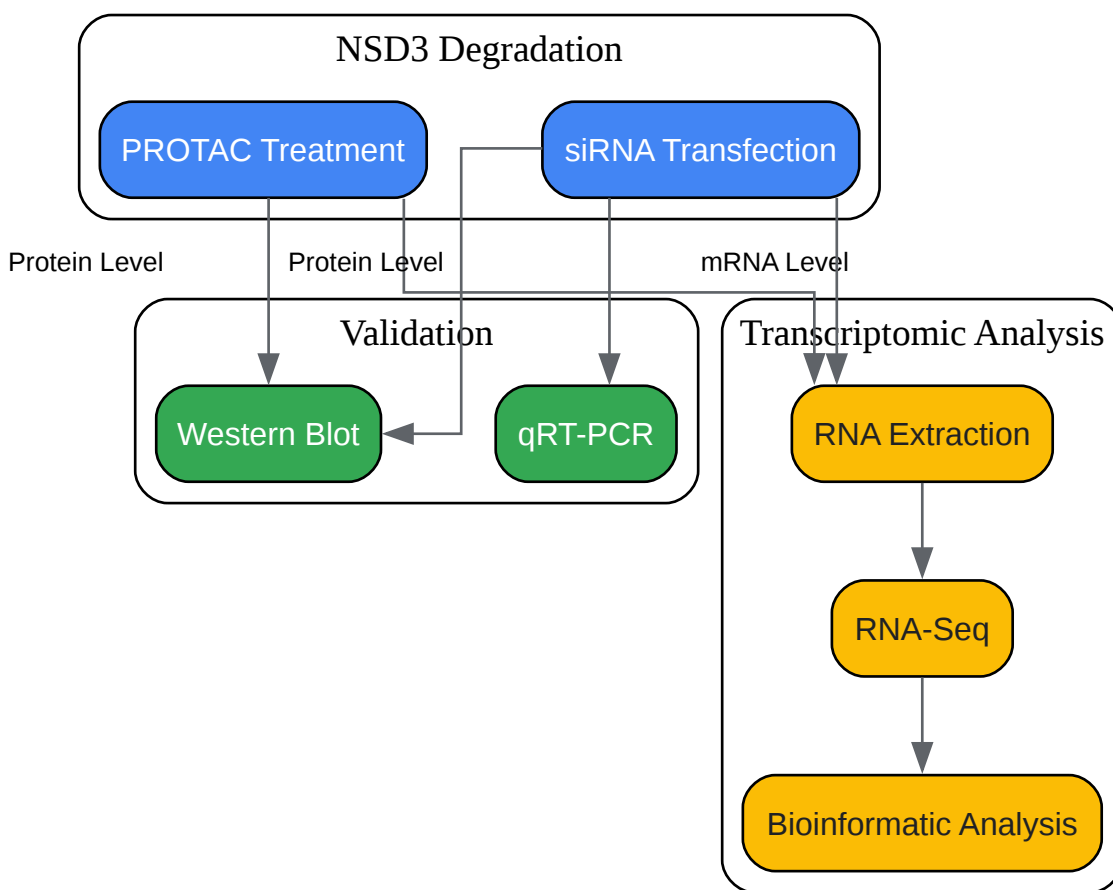 NSD3 Degradation
PROTAC Treatment
siRNA Transfection
Protein Level
Protein Level
mRNA Level
Validation
Transcriptomic Analysis
Western Blot
qRT-PCR
RNA Extraction
RNA-Seq
Bioinformatic Analysis